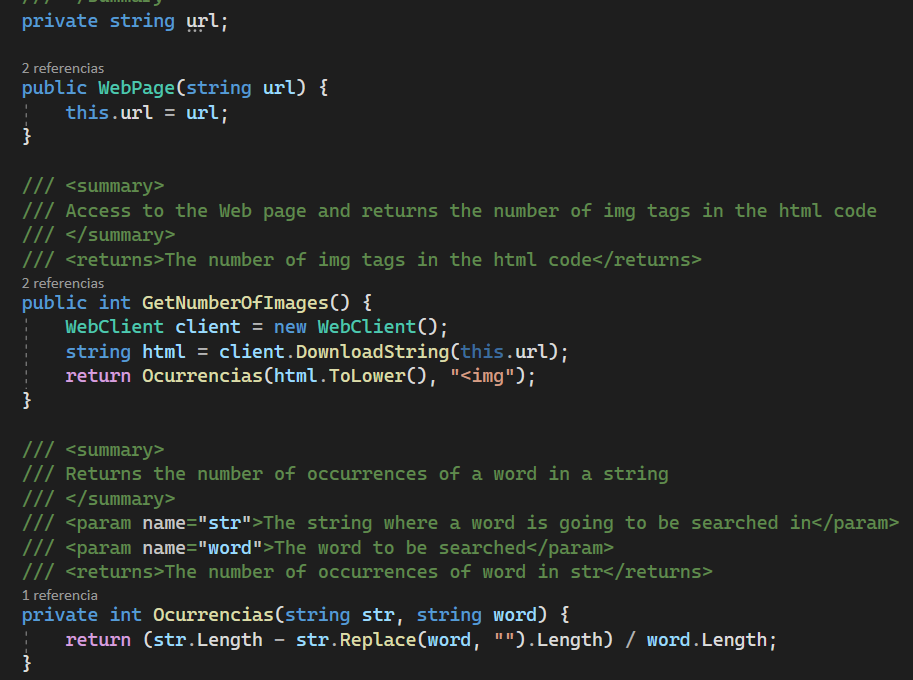 /// </summary>
private string url;
2 referencias
public WebPage(string url) {
this.url = url;
}
/// <summary>
/// Access to the Web page and returns the number of img tags in the html code
/// </summary>
/// <returns>The number of img tags in the html code</returns>
2 referencias
public int GetNumberOfImages() {
WebClient client = new WebClient();
string html = client.DownloadString(this.url);
return Ocurrencias(html.ToLower(), "<img");
}
/// <summary>
/// Returns the number of occurrences of a word in a string
/// </summary>
/// <param name="str">The string where a word is going to be searched in</param>
/// <param name="word">The word to be searched</param>
/// <returns>The number of occurrences of word in str</returns>
1 referencia
private int Ocurrencias(string str, string word) {
return (str.Length - str.Replace(word, "").Length) / word.Length;
}